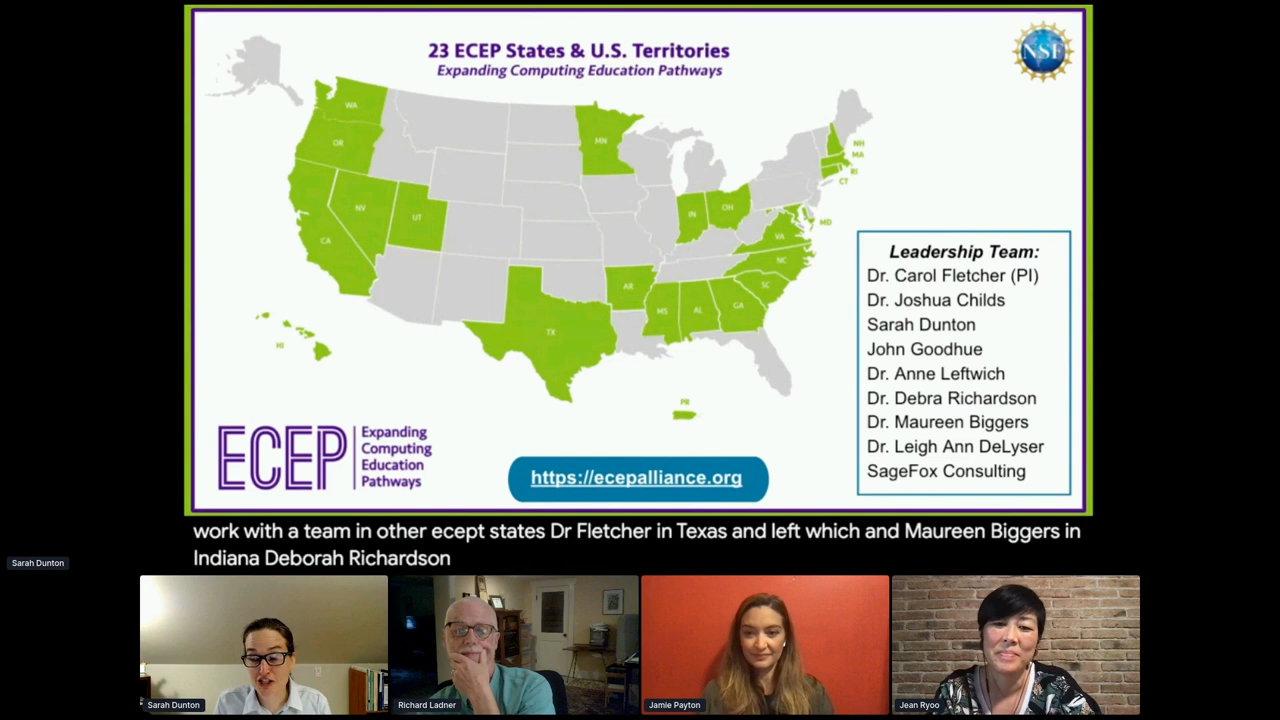 23 ECEP States & U.S. Territories
Expanding Computing Education Pathways
NSF
WA
OR
CA
NV
UT
MN
TX
AR
IN
OH
MS
AL
GA
SC
NC
VA
MD
NH
MA
RI
CT
HI
PR
Leadership Team:
Dr. Carol Fletcher (PI)
Dr. Joshua Childs
Sarah Dunton
John Goodhue
Dr. Anne Leftwich
Dr. Debra Richardson
Dr. Maureen Biggers
Dr. Leigh Ann DeLyser
SageFox Consulting
ECEP
Expanding
Computing
Education
Pathways
https://ecepalliance.org
work with a team in other ecept states Dr Fletcher in Texas and left which and Maureen Biggers in
Indiana Deborah Richardson
Sarah Dunton
Sarah Dunton
Richard Ladner
Jamie Payton
Jean Ryoo